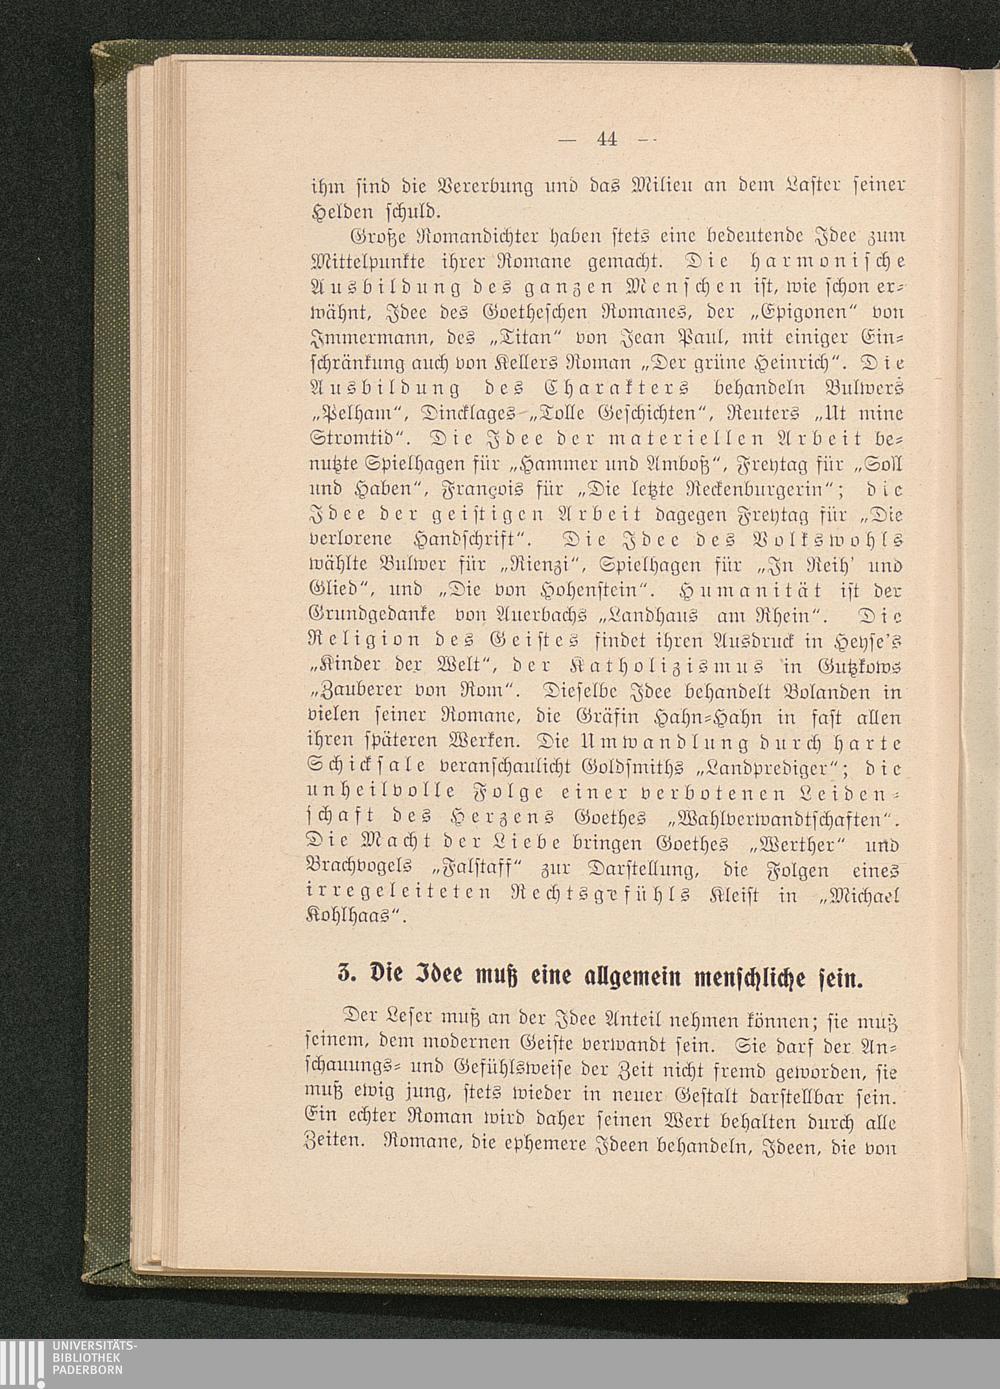 — 44 —
ihm sind die Vererbung und das Milieu an dem Laster seiner
Helden schuld.
Große Romandichter haben stets eine bedeutende Idee zum
Mittelpunkte ihrer Romane gemacht. Die harmonische
Ausbildung des ganzen Menschen ist, wie schon er-
wähnt, Idee des Goetheschen Romanes, der „Epigonen“ von
Immermann, des „Titan“ von Jean Paul, mit einiger Ein-
schränkung auch von Kellers Roman „Der grüne Heinrich“. Die
Ausbildung des Charakters behandeln Bulwers
„Pelham“, Dincklages „Tolle Geschichten“, Reuters „Ut mine
Stromtid“. Die Idee der materiellen Arbeit be-
nutzte Spielhagen für „Hammer und Amboß“, Freytag für „Soll
und Haben“, François für „Die letzte Reckenburgerin“; die
Idee der geistigen Arbeit dagegen Freytag für „Die
verlorene Handschrift“. Die Idee des Volkswohls
wählte Bulwer für „Rienzi“, Spielhagen für „In Reih' und
Glied“, und „Die von Hohenstein“. Humanität ist der
Grundgedanke von Auerbachs „Landhaus am Rhein“. Die
Religion des Geistes findet ihren Ausdruck in Heyse's
„Kinder der Welt“, der Katholizismus in Gutzkows
„Zauberer von Rom“. Dieselbe Idee behandelt Bolanden in
vielen seiner Romane, die Gräfin Hahn-Hahn in fast allen
ihren späteren Werken. Die Umwandlung durch harte
Schicksale veranschaulicht Goldsmiths „Landprediger“; die
unheilvolle Folge einer verbotenen Leiden-
schaft des Herzens Goethes „Wahlverwandtschaften“.
Die Macht der Liebe bringen Goethes „Werther“ und
Brachvogels „Falstaff“ zur Darstellung, die Folgen eines
irregeleiteten Rechtsgefühls Kleist in „Michael
Kohlhaas“.
3. Die Idee muß eine allgemein menschliche sein.
Der Leser muß an der Idee Anteil nehmen können; sie muß
seinem, dem modernen Geiste verwandt sein. Sie darf der An-
schauungs- und Gefühlsweise der Zeit nicht fremd geworden, sie
muß ewig jung, stets wieder in neuer Gestalt darstellbar sein.
Ein echter Roman wird daher seinen Wert behalten durch alle
Zeiten. Romane, die ephemere Ideen behandeln, Ideen, die von
UNIVERSITÄTS-
BIBLIOTHEK
PADERBORN